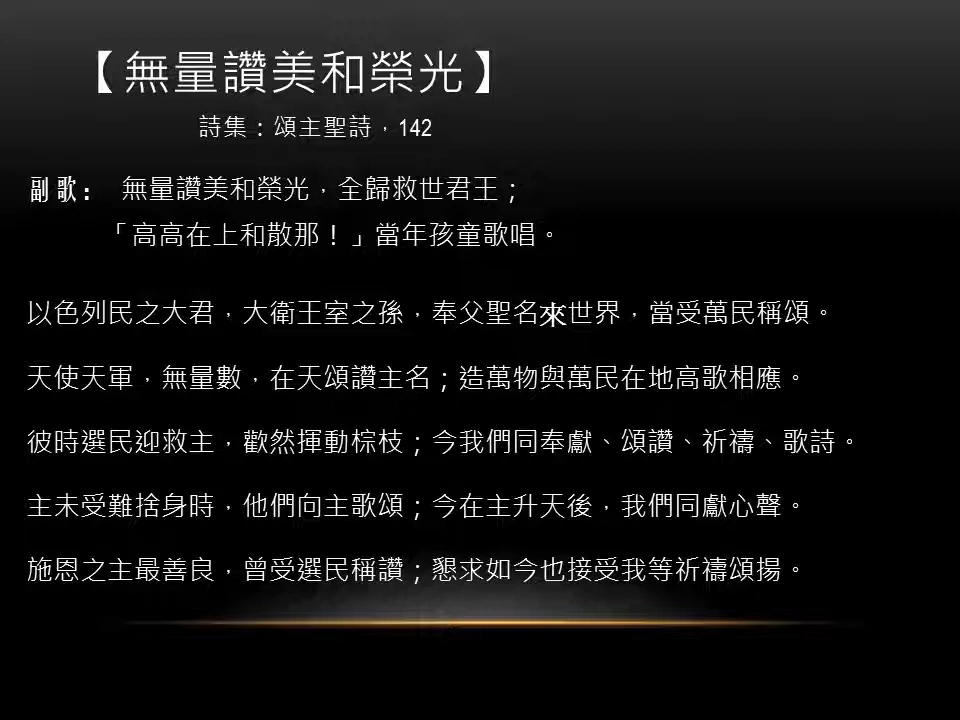 【無量讚美和榮光】
詩集：頌主聖詩，142
副歌： 無量讚美和榮光，全歸救世君王；
「高高在上和散那！」當年孩童歌唱。
以色列民之大君，大衛王室之孫，奉父聖名來世界，當受萬民稱頌。
天使天軍，無量數，在天頌讚主名；造萬物與萬民在地高歌相應。
彼時選民迎救主，歡然揮動棕枝；今我們同奉獻、頌讚、祈禱、歌詩。
主未受難捨身時，他們向主歌頌；今在主升天後，我們同獻心聲。
施恩之主最善良，曾受選民稱讚；懇求如今也接受我等祈禱頌揚。